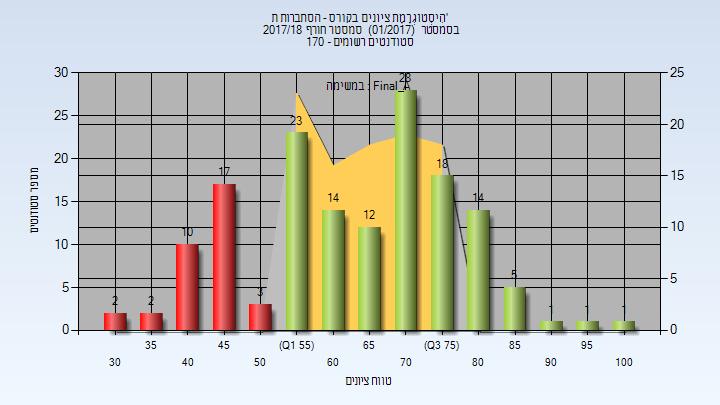 היסטוגרמת ציונים בקורס - הסתברות ת'
בסמסטר (01/2017) סמסטר חורף 2017/18
סטודנטים רשומים - 170
במשימה : Final_A
מספר סטודנטים
30 25 20 15 10 5 0
25 20 15 10 5 0
2 2 10 17 3 23 14 12 28 18 14 5 1 1 1
35 45 (Q1 55) 65 (Q3 75) 85 95
30 40 50 60 70 80 90 100
טווח ציונים